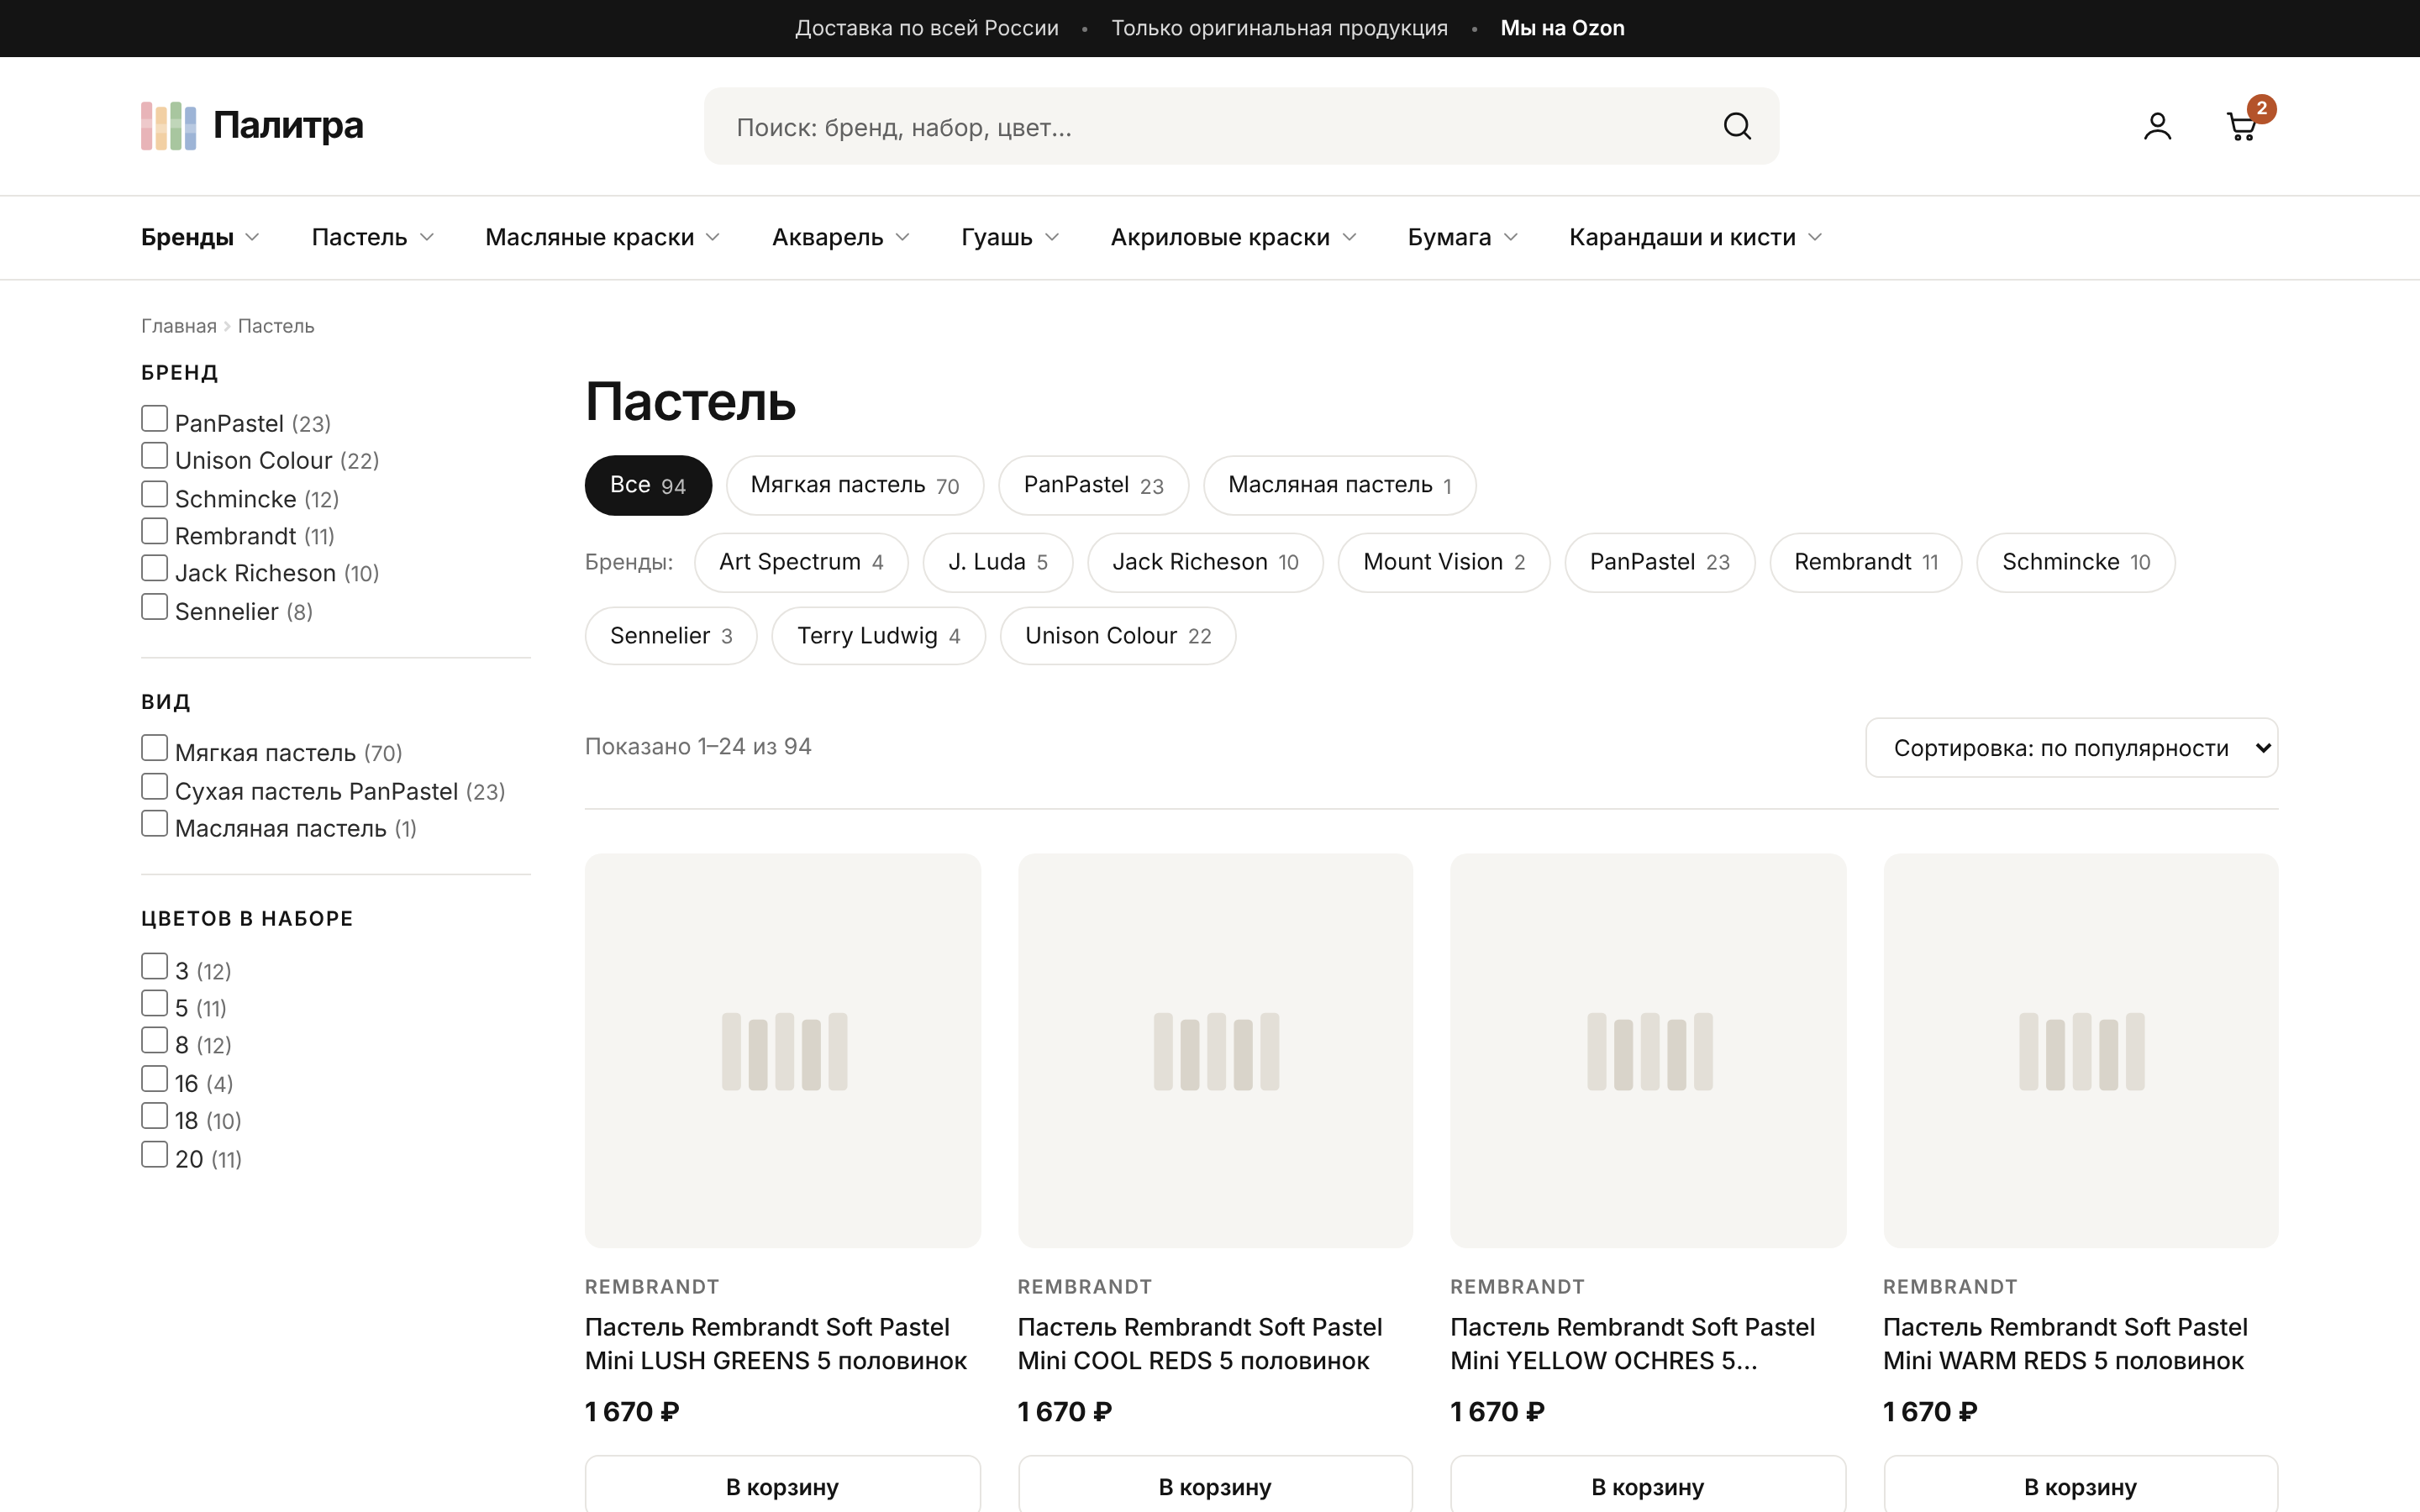 Доставка по всей России • Только оригинальная продукция • Мы на Ozon
Палитра
Поиск: бренд, набор, цвет...
2
Бренды Пастель Масляные краски Акварель Гуашь Акриловые краски Бумага Карандаши и кисти
Главная › Пастель
БРЕНД
PanPastel (23)
Unison Colour (22)
Schmincke (12)
Rembrandt (11)
Jack Richeson (10)
Sennelier (8)
ВИД
Мягкая пастель (70)
Сухая пастель PanPastel (23)
Масляная пастель (1)
ЦВЕТОВ В НАБОРЕ
3 (12)
5 (11)
8 (12)
16 (4)
18 (10)
20 (11)
Пастель
Все 94 Мягкая пастель 70 PanPastel 23 Масляная пастель 1
Бренды: Art Spectrum 4 J. Luda 5 Jack Richeson 10 Mount Vision 2 PanPastel 23 Rembrandt 11 Schmincke 10
Sennelier 3 Terry Ludwig 4 Unison Colour 22
Показано 1–24 из 94
Сортировка: по популярности
REMBRANDT
Пастель Rembrandt Soft Pastel
Mini LUSH GREENS 5 половинок
1 670 ₽
В корзину
REMBRANDT
Пастель Rembrandt Soft Pastel
Mini COOL REDS 5 половинок
1 670 ₽
В корзину
REMBRANDT
Пастель Rembrandt Soft Pastel
Mini YELLOW OCHRES 5...
1 670 ₽
В корзину
REMBRANDT
Пастель Rembrandt Soft Pastel
Mini WARM REDS 5 половинок
1 670 ₽
В корзину